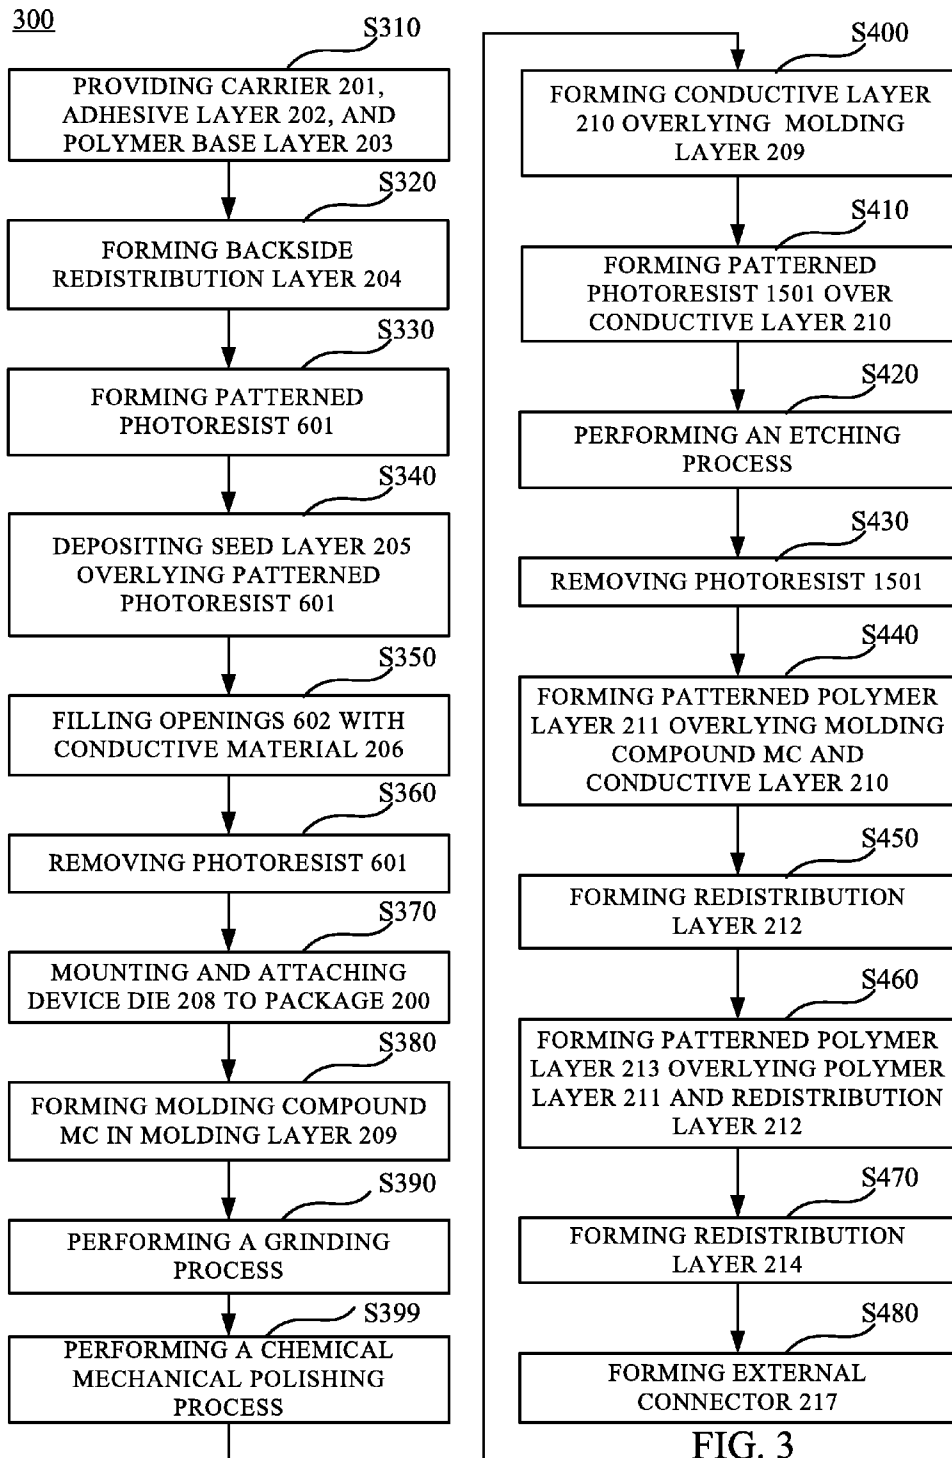 300
S310
PROVIDING CARRIER 201,
ADHESIVE LAYER 202, AND
POLYMER BASE LAYER 203
S320
FORMING BACKSIDE
REDISTRIBUTION LAYER 204
S330
FORMING PATTERNED
PHOTORESIST 601
S340
DEPOSITING SEED LAYER 205
OVERLYING PATTERNED
PHOTORESIST 601
S350
FILLING OPENINGS 602 WITH
CONDUCTIVE MATERIAL 206
S360
REMOVING PHOTORESIST 601
S370
MOUNTING AND ATTACHING
DEVICE DIE 208 TO PACKAGE 200
S380
FORMING MOLDING COMPOUND
MC IN MOLDING LAYER 209
S390
PERFORMING A GRINDING
PROCESS
S399
PERFORMING A CHEMICAL
MECHANICAL POLISHING
PROCESS
S400
FORMING CONDUCTIVE LAYER
210 OVERLYING MOLDING
LAYER 209
S410
FORMING PATTERNED
PHOTORESIST 1501 OVER
CONDUCTIVE LAYER 210
S420
PERFORMING AN ETCHING
PROCESS
S430
REMOVING PHOTORESIST 1501
S440
FORMING PATTERNED POLYMER
LAYER 211 OVERLYING MOLDING
COMPOUND MC AND
CONDUCTIVE LAYER 210
S450
FORMING REDISTRIBUTION
LAYER 212
S460
FORMING PATTERNED POLYMER
LAYER 213 OVERLYING POLYMER
LAYER 211 AND REDISTRIBUTION
LAYER 212
S470
FORMING REDISTRIBUTION
LAYER 214
S480
FORMING EXTERNAL
CONNECTOR 217
FIG. 3